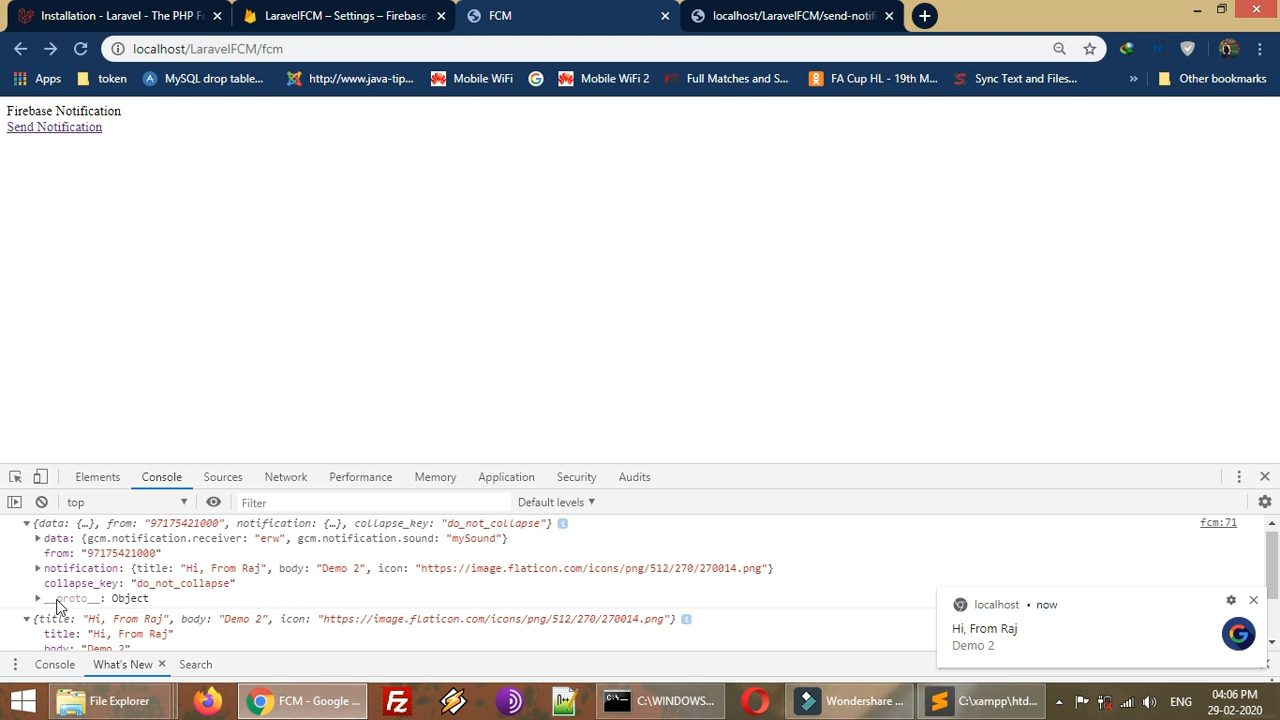 Installation - Laravel - The PHP Fr
LaravelFCM – Settings – Firebase
FCM
localhost/LaravelFCM/send-notifi
localhost/LaravelFCM/fcm
Apps
token
MySQL drop table...
http://www.java-tip...
Mobile WiFi
Mobile WiFi 2
Full Matches and S...
FA Cup HL - 19th M...
Sync Text and Files...
»
Other bookmarks
Firebase Notification
Send Notification
Elements
Console
Sources
Network
Performance
Memory
Application
Security
Audits
top
Filter
Default levels
{data: {…}, from: "97175421000", notification: {…}, collapse_key: "do_not_collapse"}
fcm:71
data: {gcm.notification.receiver: "erw", gcm.notification.sound: "mySound"}
from: "97175421000"
notification: {title: "Hi, From Raj", body: "Demo 2", icon: "https://image.flaticon.com/icons/png/512/270/270014.png"}
collapse_key: "do_not_collapse"
__proto__: Object
{title: "Hi, From Raj", body: "Demo 2", icon: "https://image.flaticon.com/icons/png/512/270/270014.png"}
title: "Hi, From Raj"
body: "Demo 2"
localhost • now
Hi, From Raj
Demo 2
Console
What's New
Search
File Explorer
FCM - Google ...
C:\WINDOWS...
Wondershare ...
C:\xampp\htd...
ENG
04:06 PM
29-02-2020